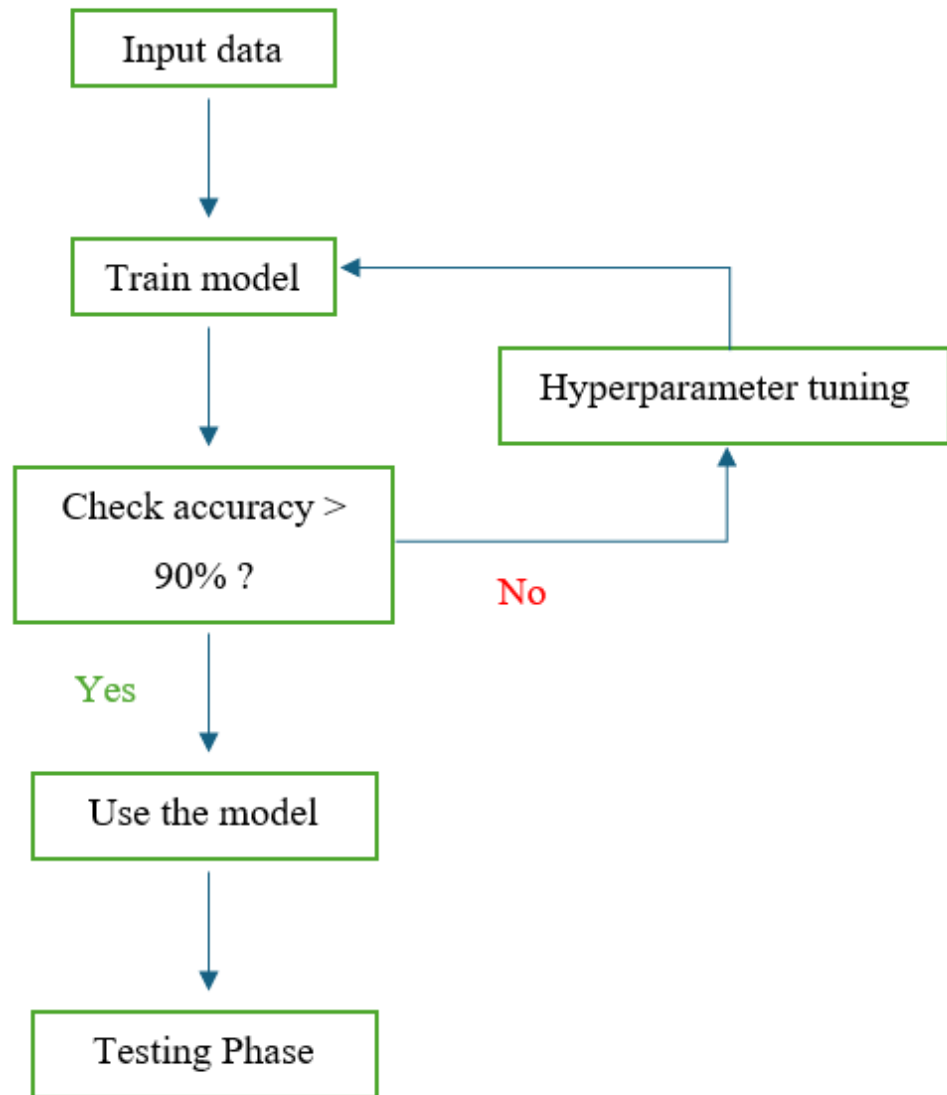 Input data
Train model
Hyperparameter tuning
Check accuracy >
90% ?
No
Yes
Use the model
Testing Phase